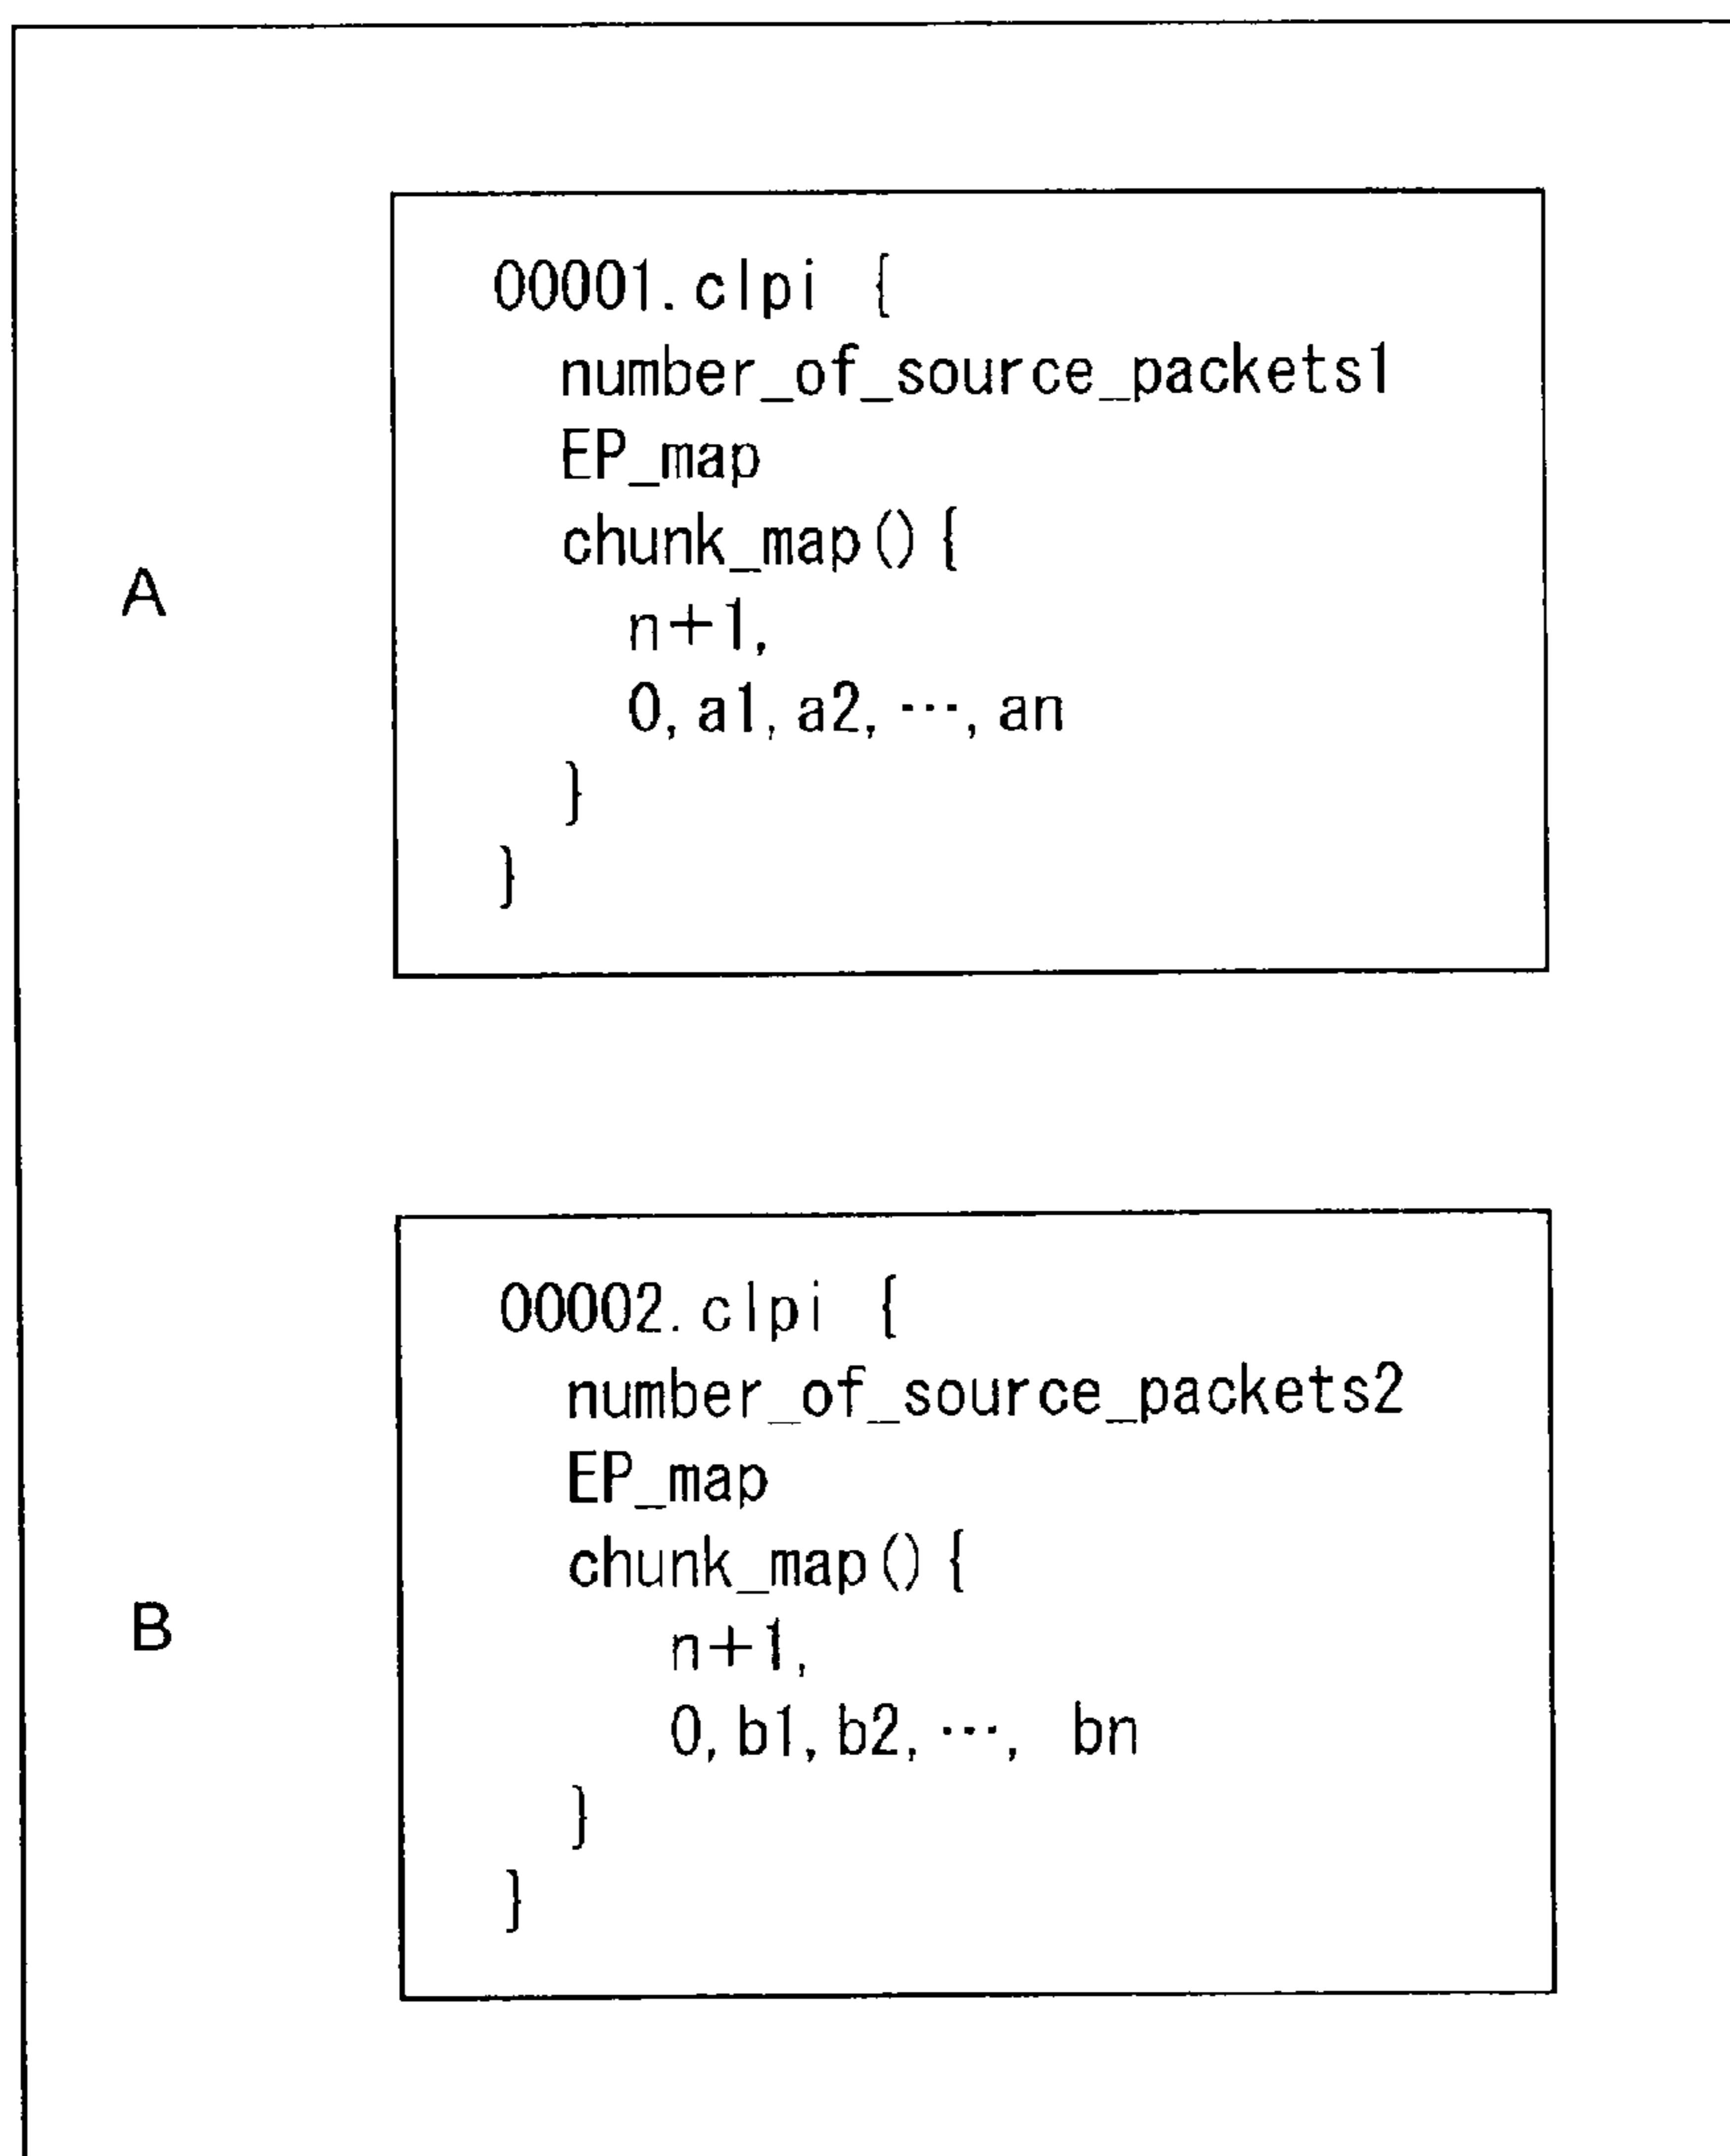 A
00001.clpi {
number_of_source_packets1
EP_map
chunk_map(){
n+1,
0,a1,a2,…,an
}
}
B
00002.clpi {
number_of_source_packets2
EP_map
chunk_map(){
n+1,
0,b1,b2,…, bn
}
}